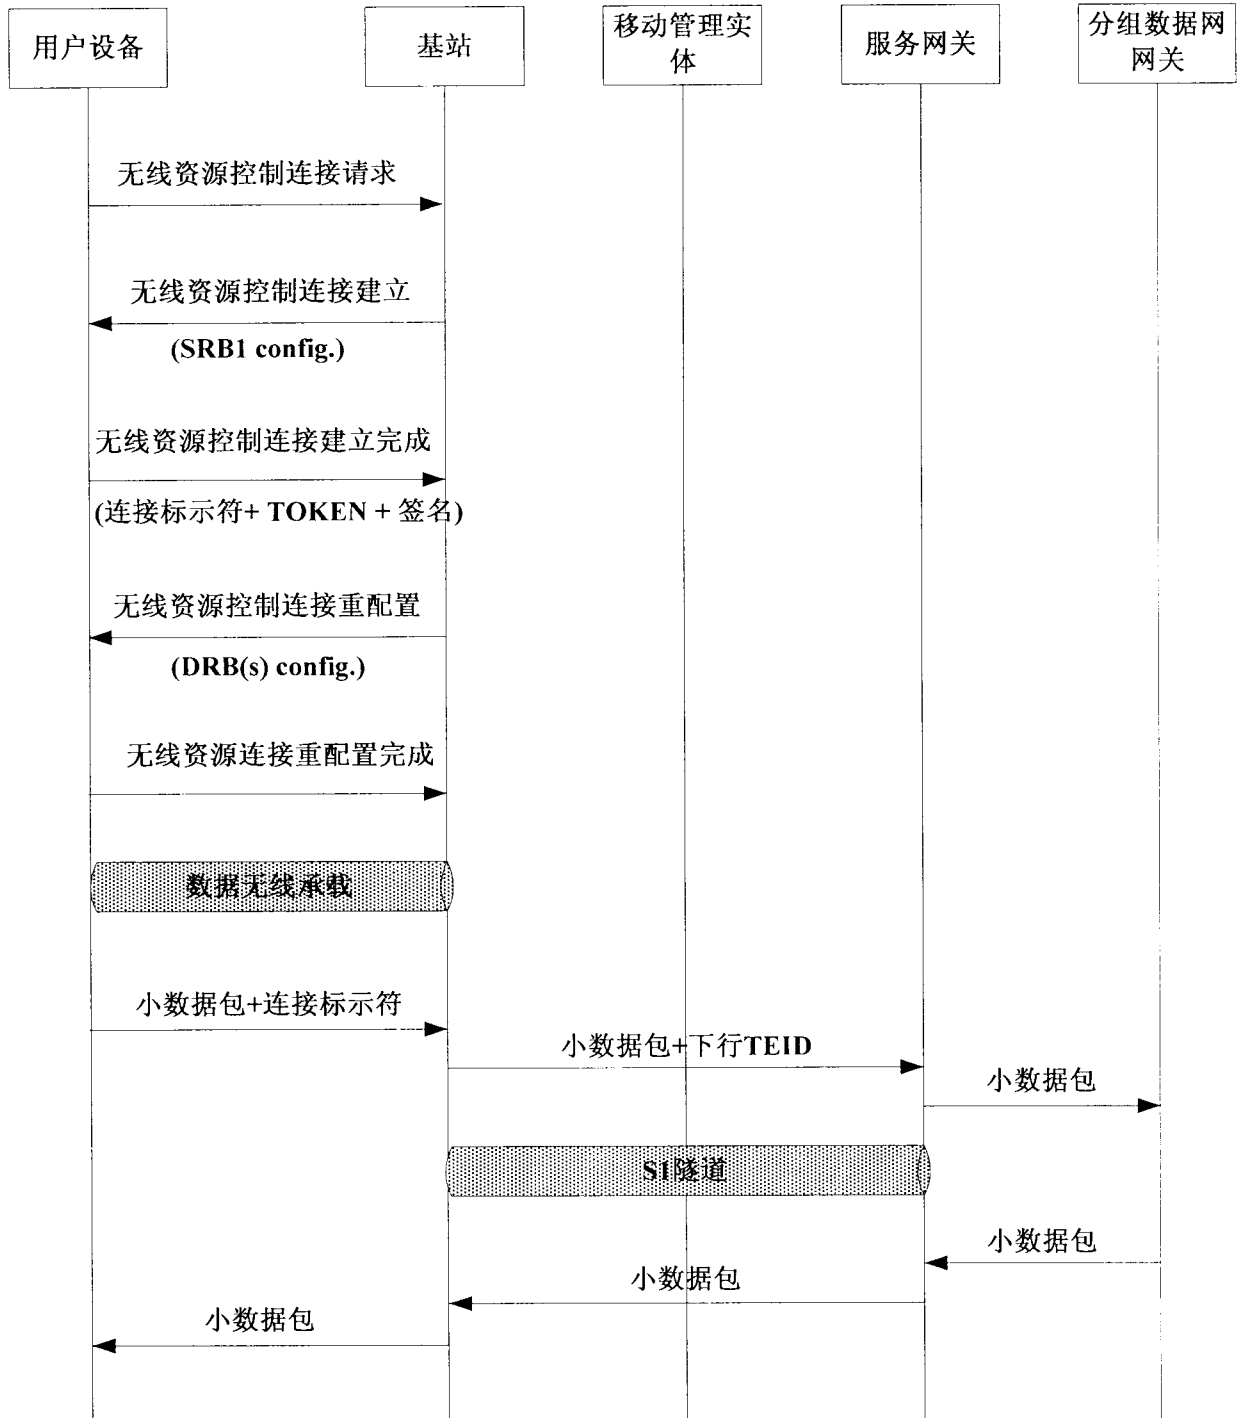 用户设备
基站
移动管理实
体
服务网关
分组数据网
网关
无线资源控制连接请求
无线资源控制连接建立
(SRB1 config.)
无线资源控制连接建立完成
(连接标示符+ TOKEN + 签名)
无线资源控制连接重配置
(DRB(s) config.)
无线资源连接重配置完成
数据无线承载
小数据包+连接标示符
小数据包+下行TEID
小数据包
S1隧道
小数据包
小数据包
小数据包